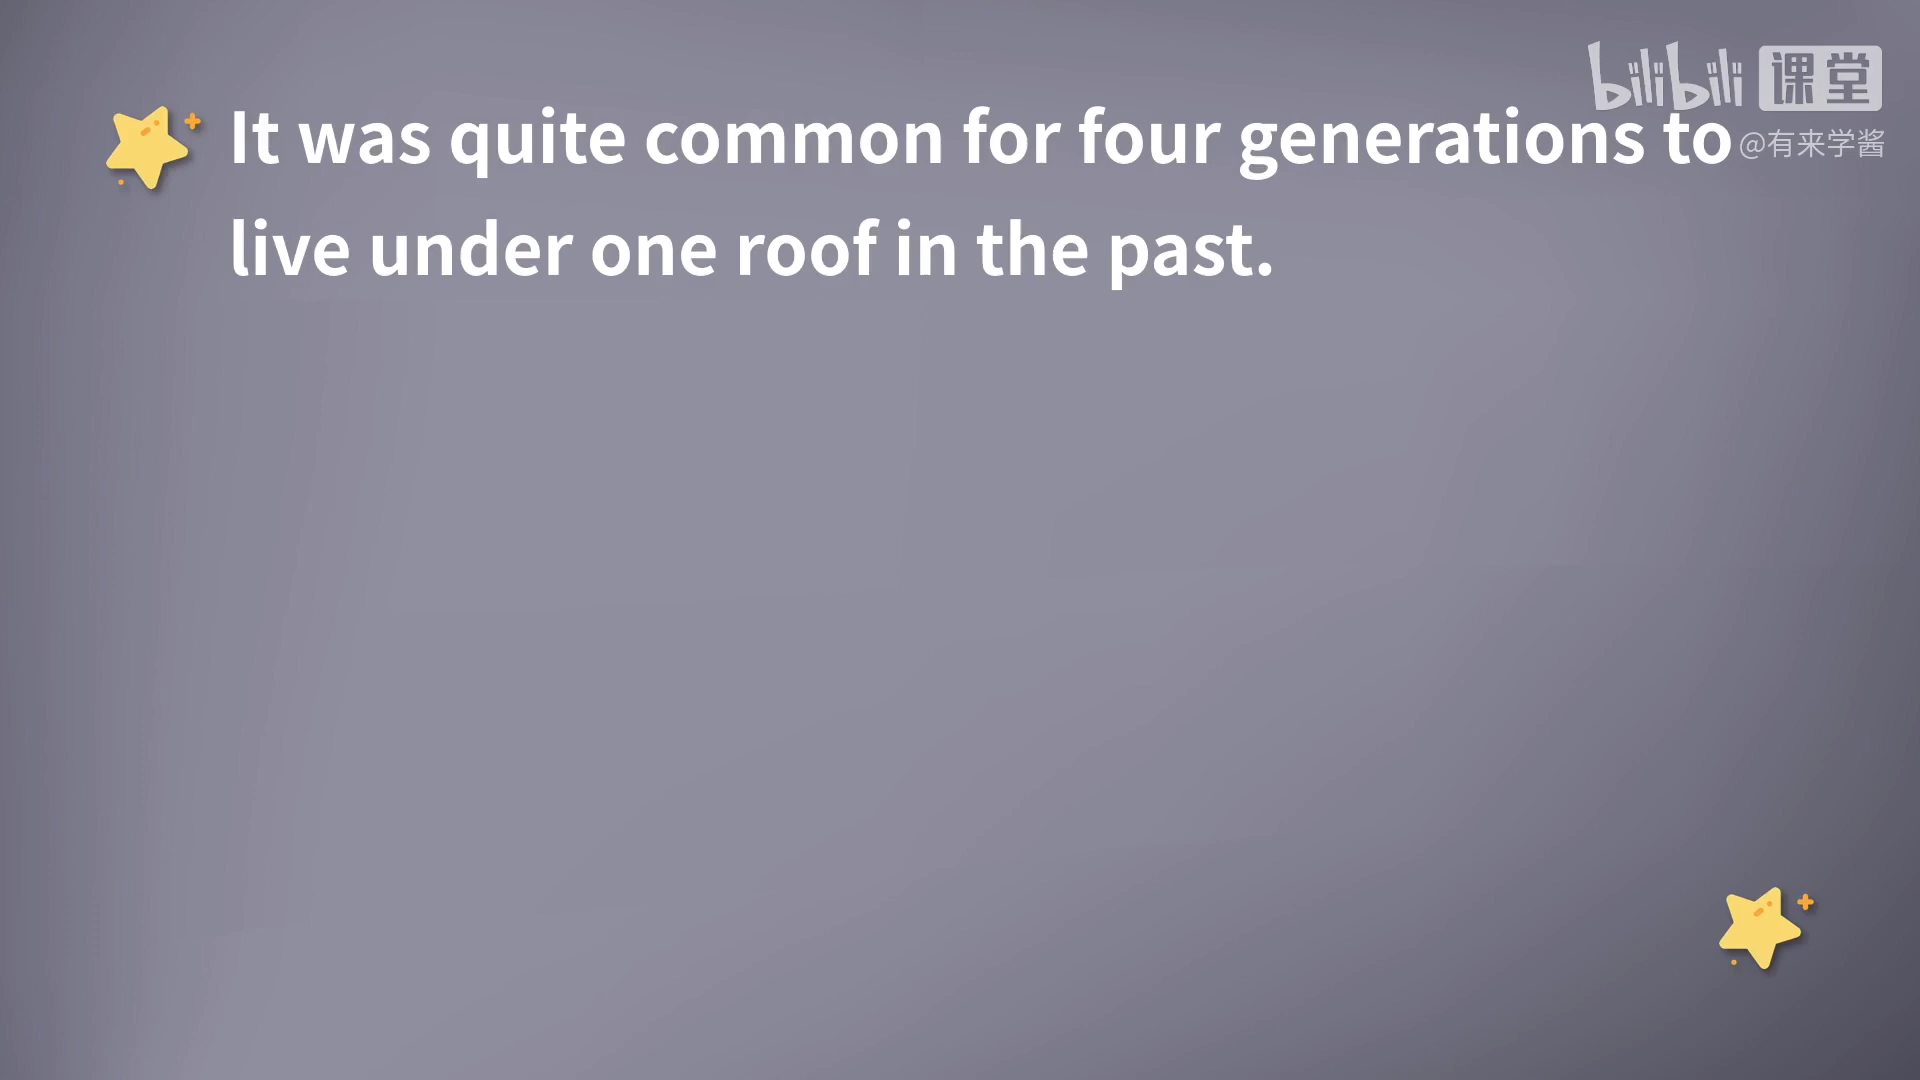 bilibili 课堂
It was quite common for four generations to
@有来学酱
live under one roof in the past.